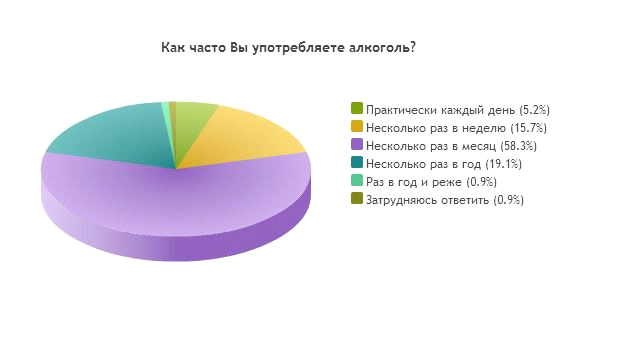 Как часто Вы употребляете алкоголь?
Практически каждый день (5.2%)
Несколько раз в неделю (15.7%)
Несколько раз в месяц (58.3%)
Несколько раз в год (19.1%)
Раз в год и реже (0.9%)
Затрудняюсь ответить (0.9%)